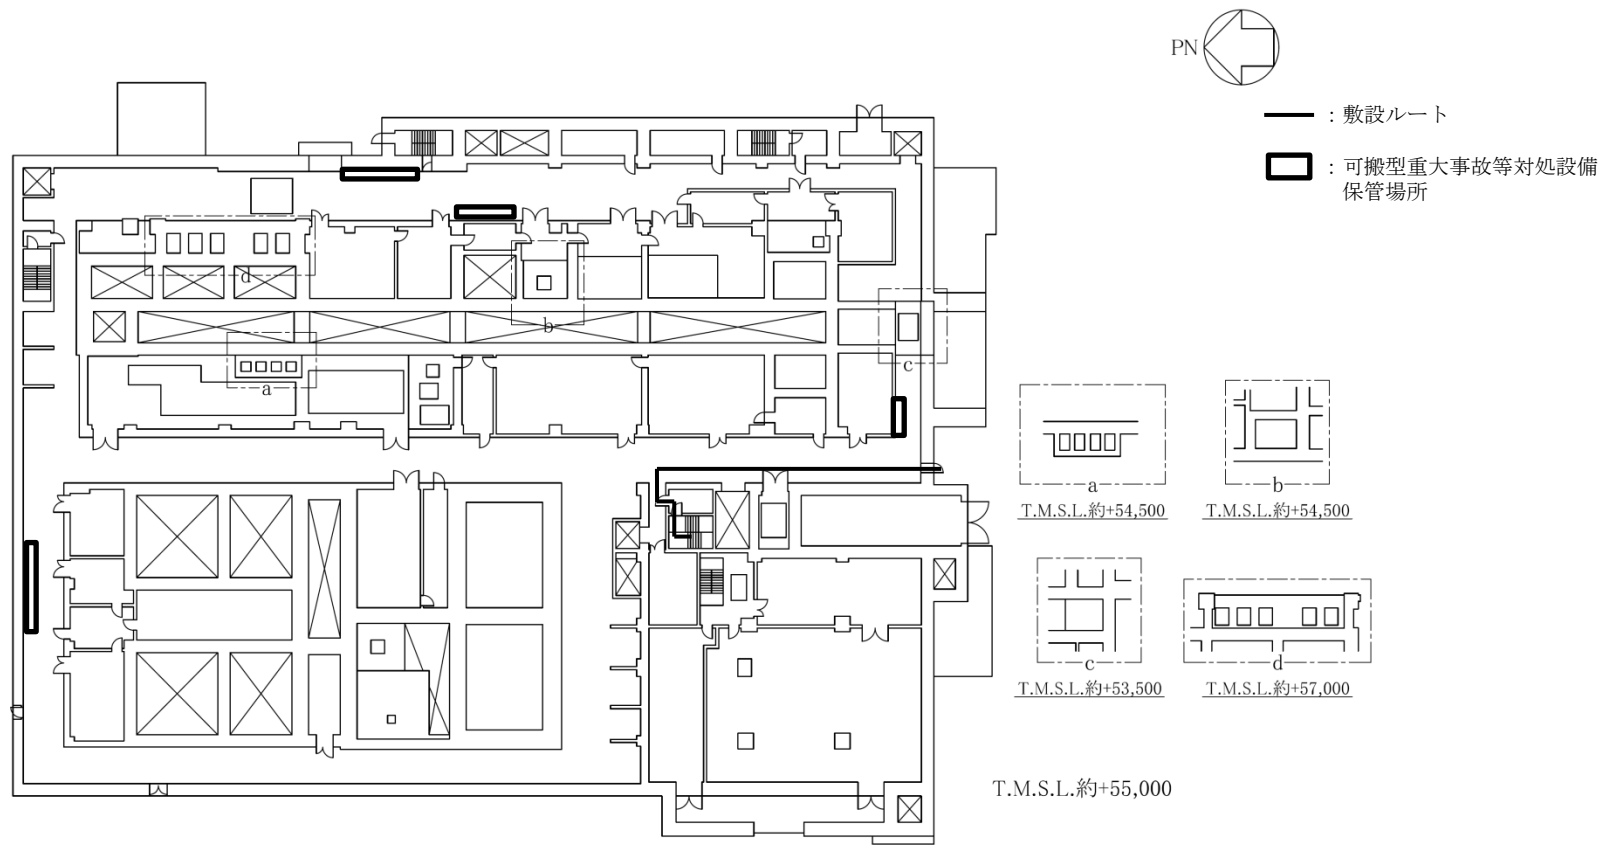 PN
：敷設ルート
：可搬型重大事故等対処設備
保管場所
d
b
c
a
a
T.M.S.L.約+54,500
b
T.M.S.L.約+54,500
c
T.M.S.L.約+53,500
d
T.M.S.L.約+57,000
T.M.S.L.約+55,000